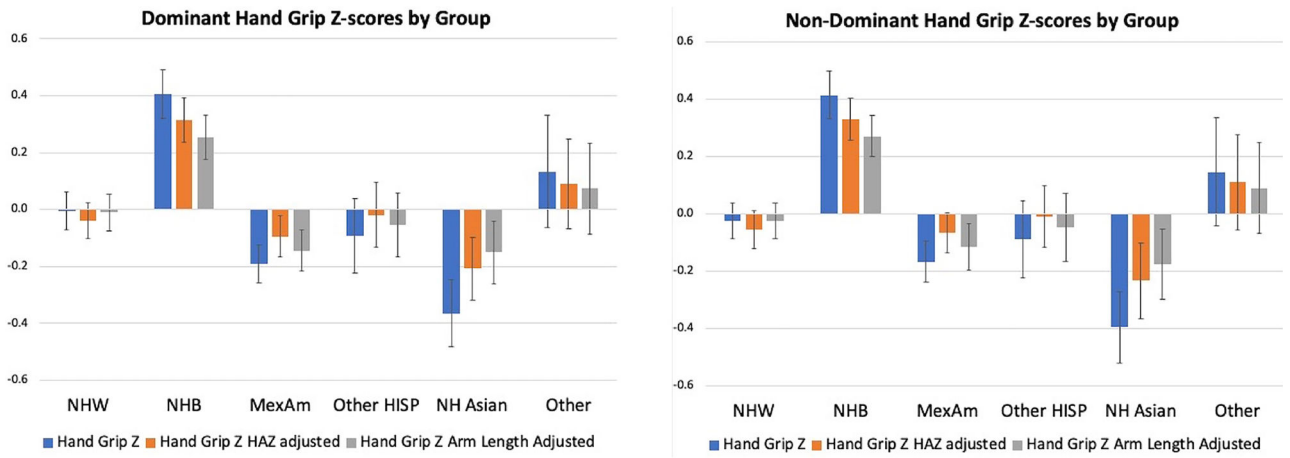 Dominant Hand Grip Z-scores by Group
0.6
0.4
0.2
0.0
-0.2
-0.4
-0.6
NHW NHB MexAm Other HISP NH Asian Other
Hand Grip Z Hand Grip Z HAZ adjusted Hand Grip Z Arm Length Adjusted
Non-Dominant Hand Grip Z-scores by Group
0.6
0.4
0.2
0.0
-0.2
-0.4
-0.6
NHW NHB MexAm Other HISP NH Asian Other
Hand Grip Z Hand Grip Z HAZ adjusted Hand Grip Z Arm Length Adjusted